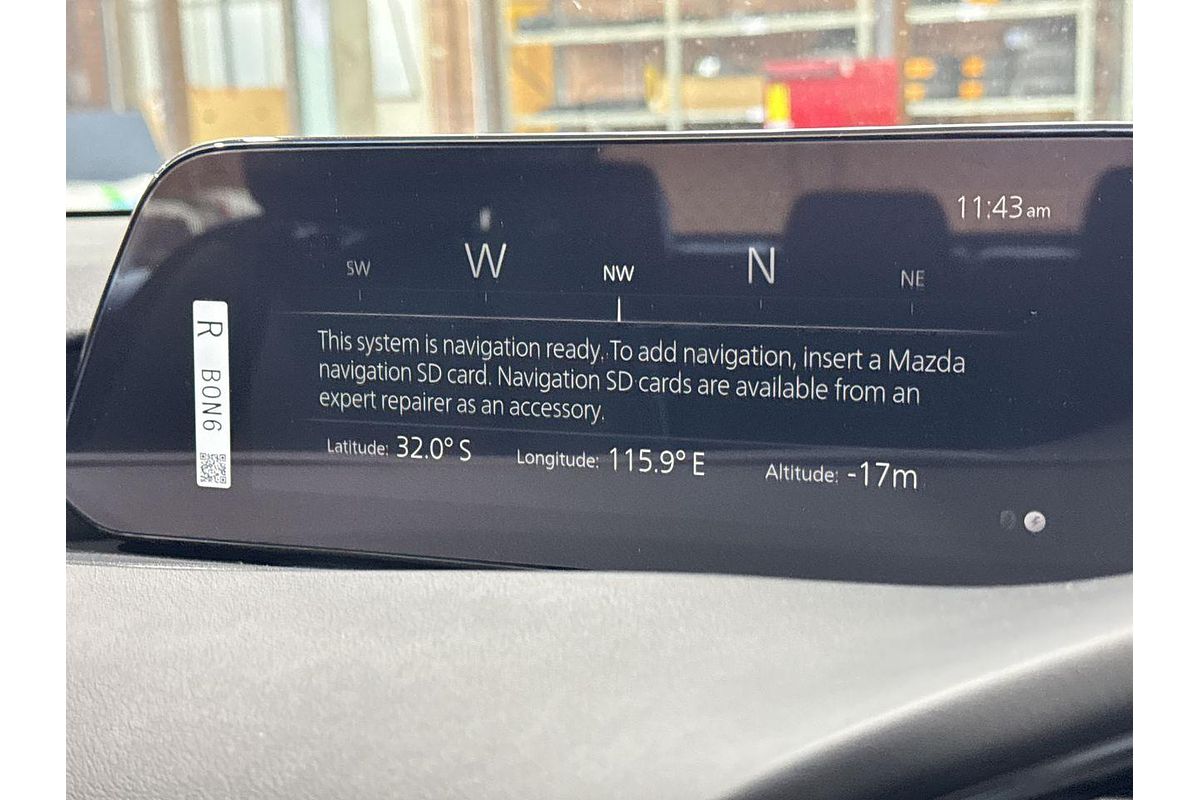 11:43am
SW W NW N NE
This system is navigation ready. To add navigation, insert a Mazda
navigation SD card. Navigation SD cards are available from an
expert repairer as an accessory.
Latitude: 32.0° S Longitude: 115.9° E Altitude: -17m
R BON6